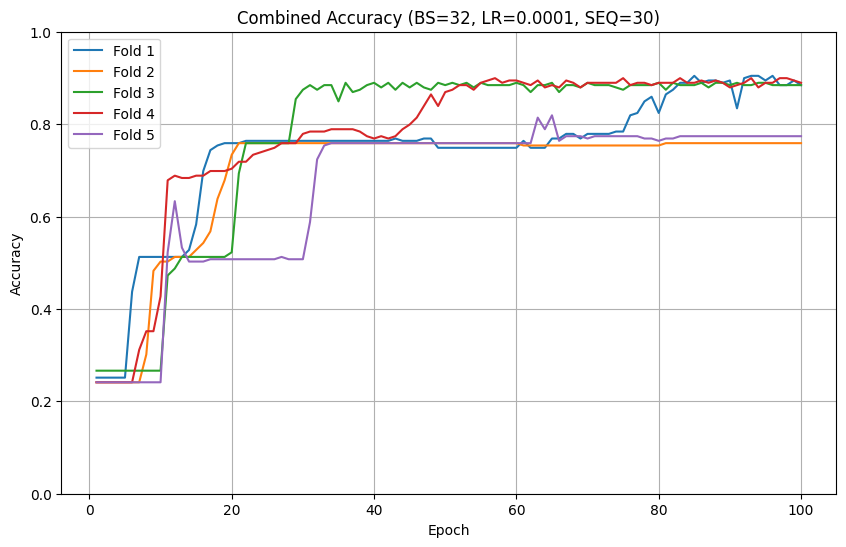 Combined Accuracy (BS=32, LR=0.0001, SEQ=30)
Fold 1
Fold 2
Fold 3
Fold 4
Fold 5
Accuracy
1.0
0.8
0.6
0.4
0.2
0.0
0 20 40 60 80 100
Epoch